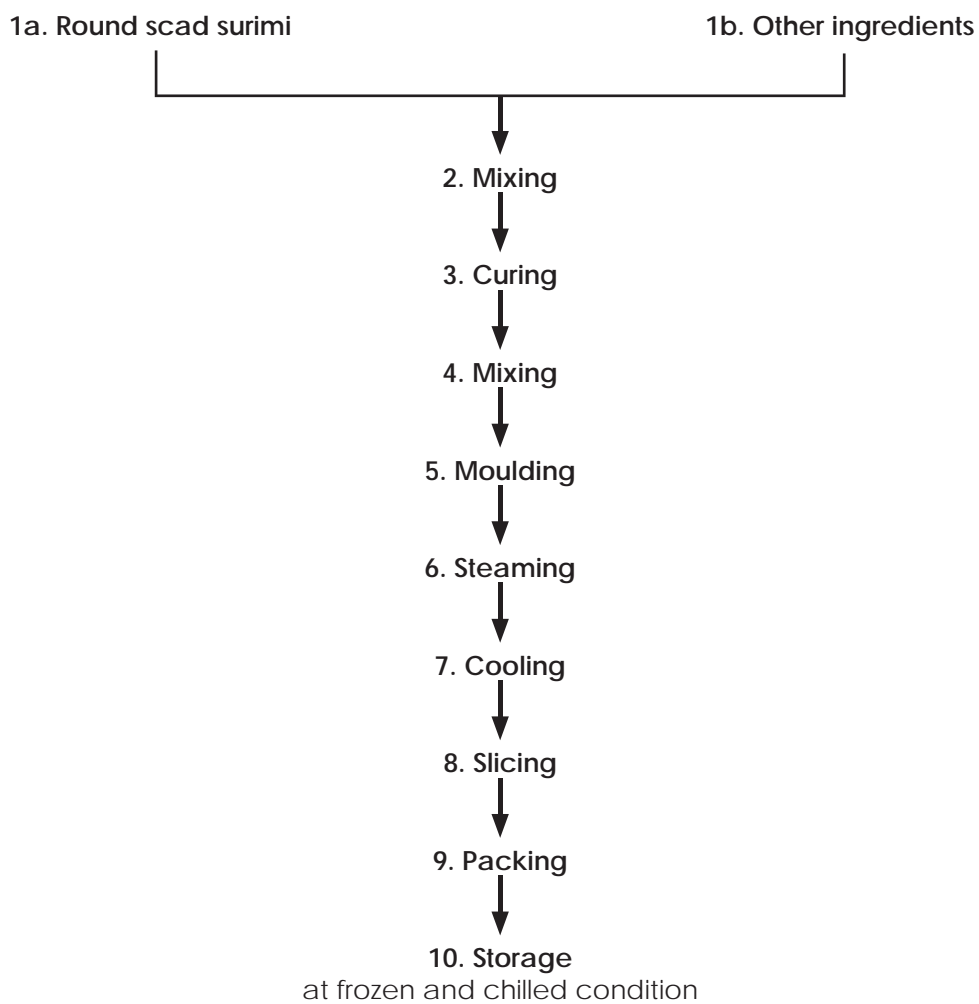 1a. Round scad surimi
1b. Other ingredients
2. Mixing
3. Curing
4. Mixing
5. Moulding
6. Steaming
7. Cooling
8. Slicing
9. Packing
10. Storage
at frozen and chilled condition